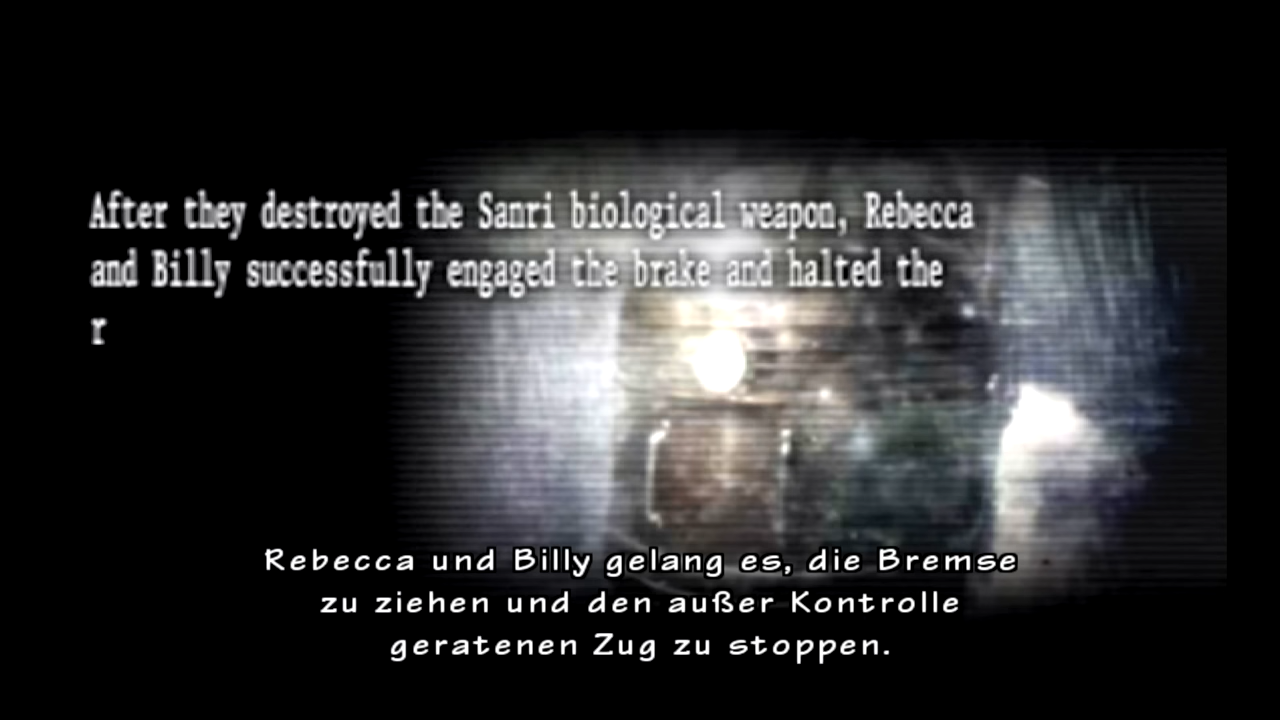 After they destroyed the Sanri biological weapon, Rebecca
and Billy successfully engaged the brake and halted the
r
Rebecca und Billy gelang es, die Bremse
zu ziehen und den außer Kontrolle
geratenen Zug zu stoppen.